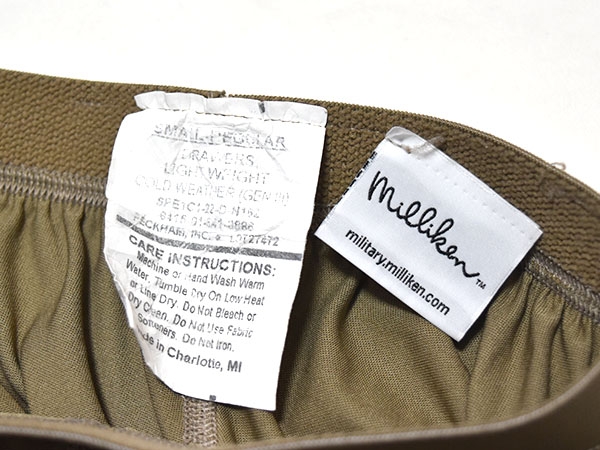 SMALL-REGULAR
DRAWERS,
LIGHTWEIGHT
COLD WEATHER (GEN III)
PECKHAM, INC.
CARE INSTRUCTIONS:
Machine or Hand Wash Warm
Water, Tumble Dry On Low Heat
or Line Dry. Do Not Bleach or
Dry Clean. Do Not Use Fabric
Softeners. Do Not Iron.
Made in Charlotte, MI
Milliken™
military.milliken.com